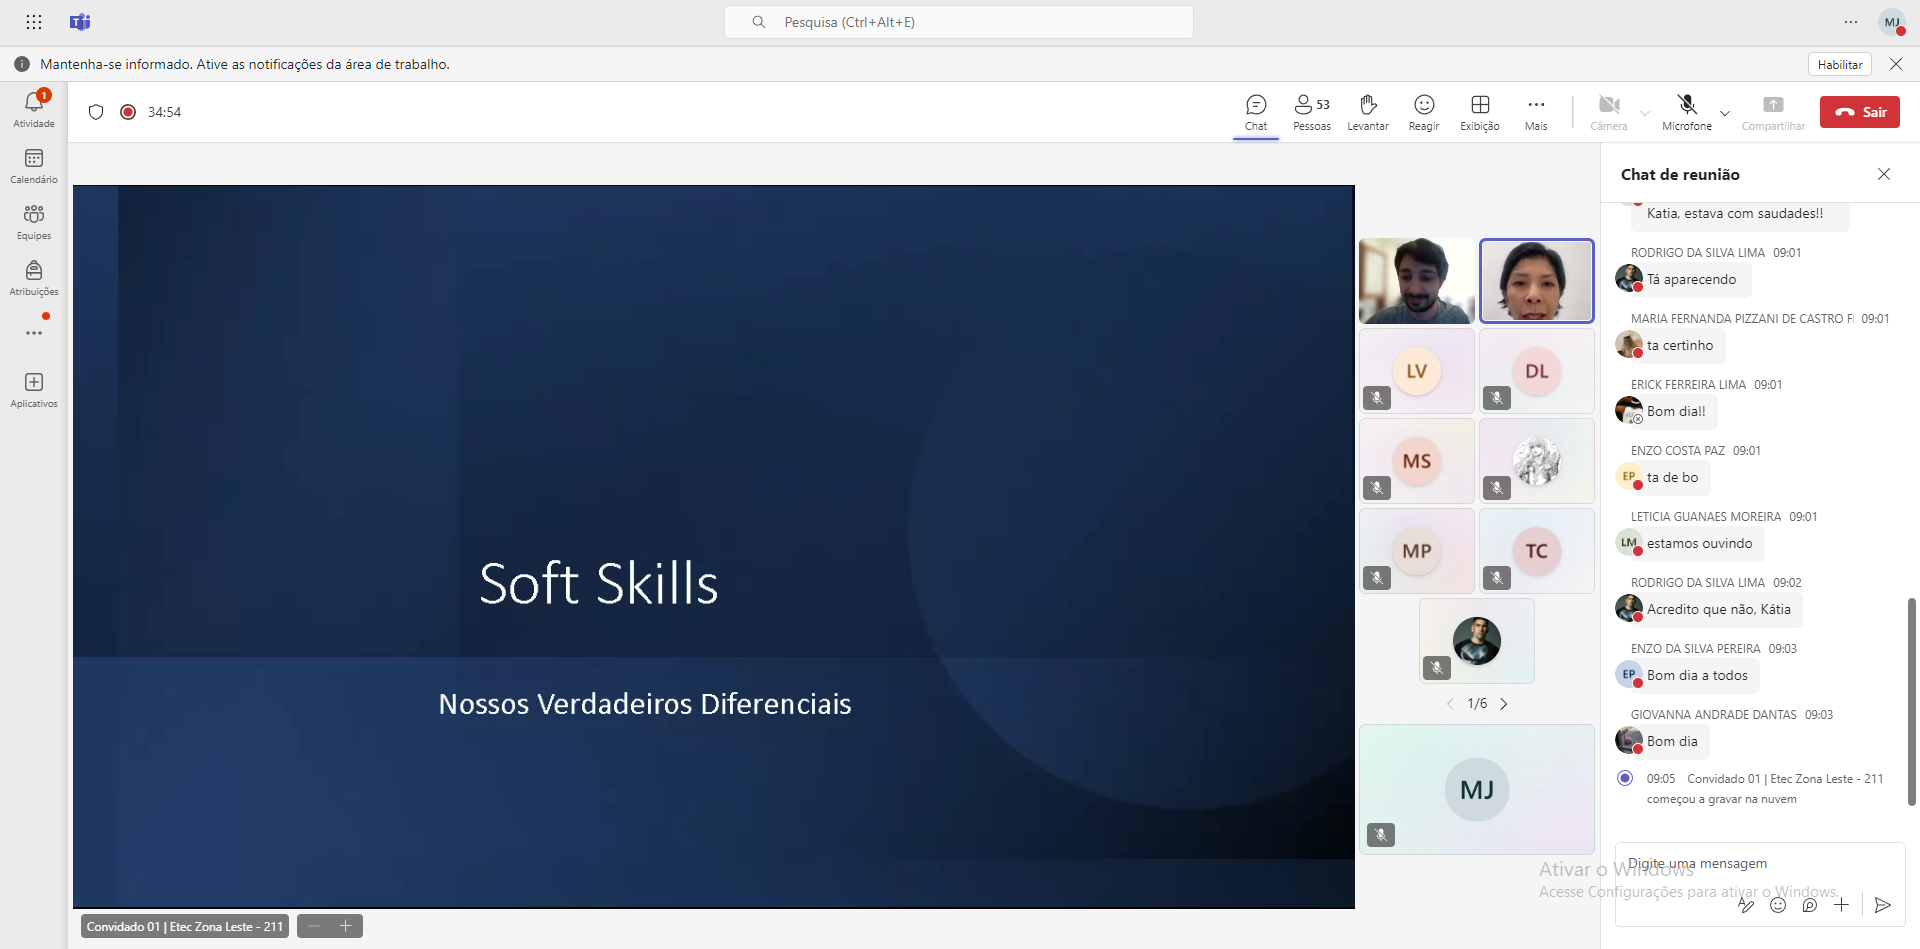 Pesquisa (Ctrl+Alt+E)
MJ
Mantenha-se informado. Ative as notificações da área de trabalho.
Habilitar
1
Atividade
Calendário
Equipes
Atribuições
Aplicativos
34:54
Chat
53
Pessoas
Levantar
Reagir
Exibição
Mais
Câmera
Microfone
Compartilhar
Sair
Soft Skills
Nossos Verdadeiros Diferenciais
Convidado 01 | Etec Zona Leste - 211
LV
DL
MS
MP
TC
1/6
MJ
Chat de reunião
Katia, estava com saudades!!
RODRIGO DA SILVA LIMA 09:01
Tá aparecendo
MARIA FERNANDA PIZZANI DE CASTRO F 09:01
ta certinho
ERICK FERREIRA LIMA 09:01
Bom dia!!
ENZO COSTA PAZ 09:01
EP
ta de bo
LETICIA GUANAES MOREIRA 09:01
LM
estamos ouvindo
RODRIGO DA SILVA LIMA 09:02
Acredito que não, Kátia
ENZO DA SILVA PEREIRA 09:03
EP
Bom dia a todos
GIOVANNA ANDRADE DANTAS 09:03
Bom dia
09:05 Convidado 01 | Etec Zona Leste - 211
começou a gravar na nuvem
Digite uma mensagem
Ativar o Windows
Acesse Configurações para ativar o Windows.